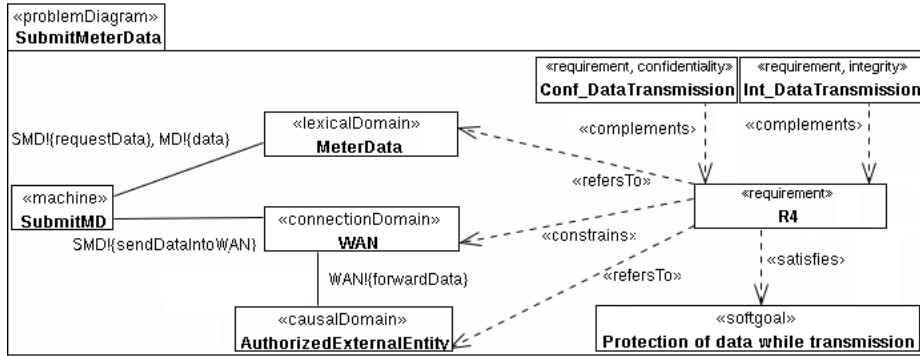 «problemDiagram»
SubmitMeterData
«requirement, confidentiality»
Conf_DataTransmission
«requirement, integrity»
Int_DataTransmission
«complements»
«complements»
SMD!{requestData}, MD!{data}
«lexicalDomain»
MeterData
«refersTo»
«machine»
SubmitMD
«requirement»
R4
«connectionDomain»
WAN
«constrains»
SMD!{sendDataIntoWAN}
WAN!{forwardData}
«refersTo»
«satisfies»
«causalDomain»
AuthorizedExternalEntity
«softgoal»
Protection of data while transmission